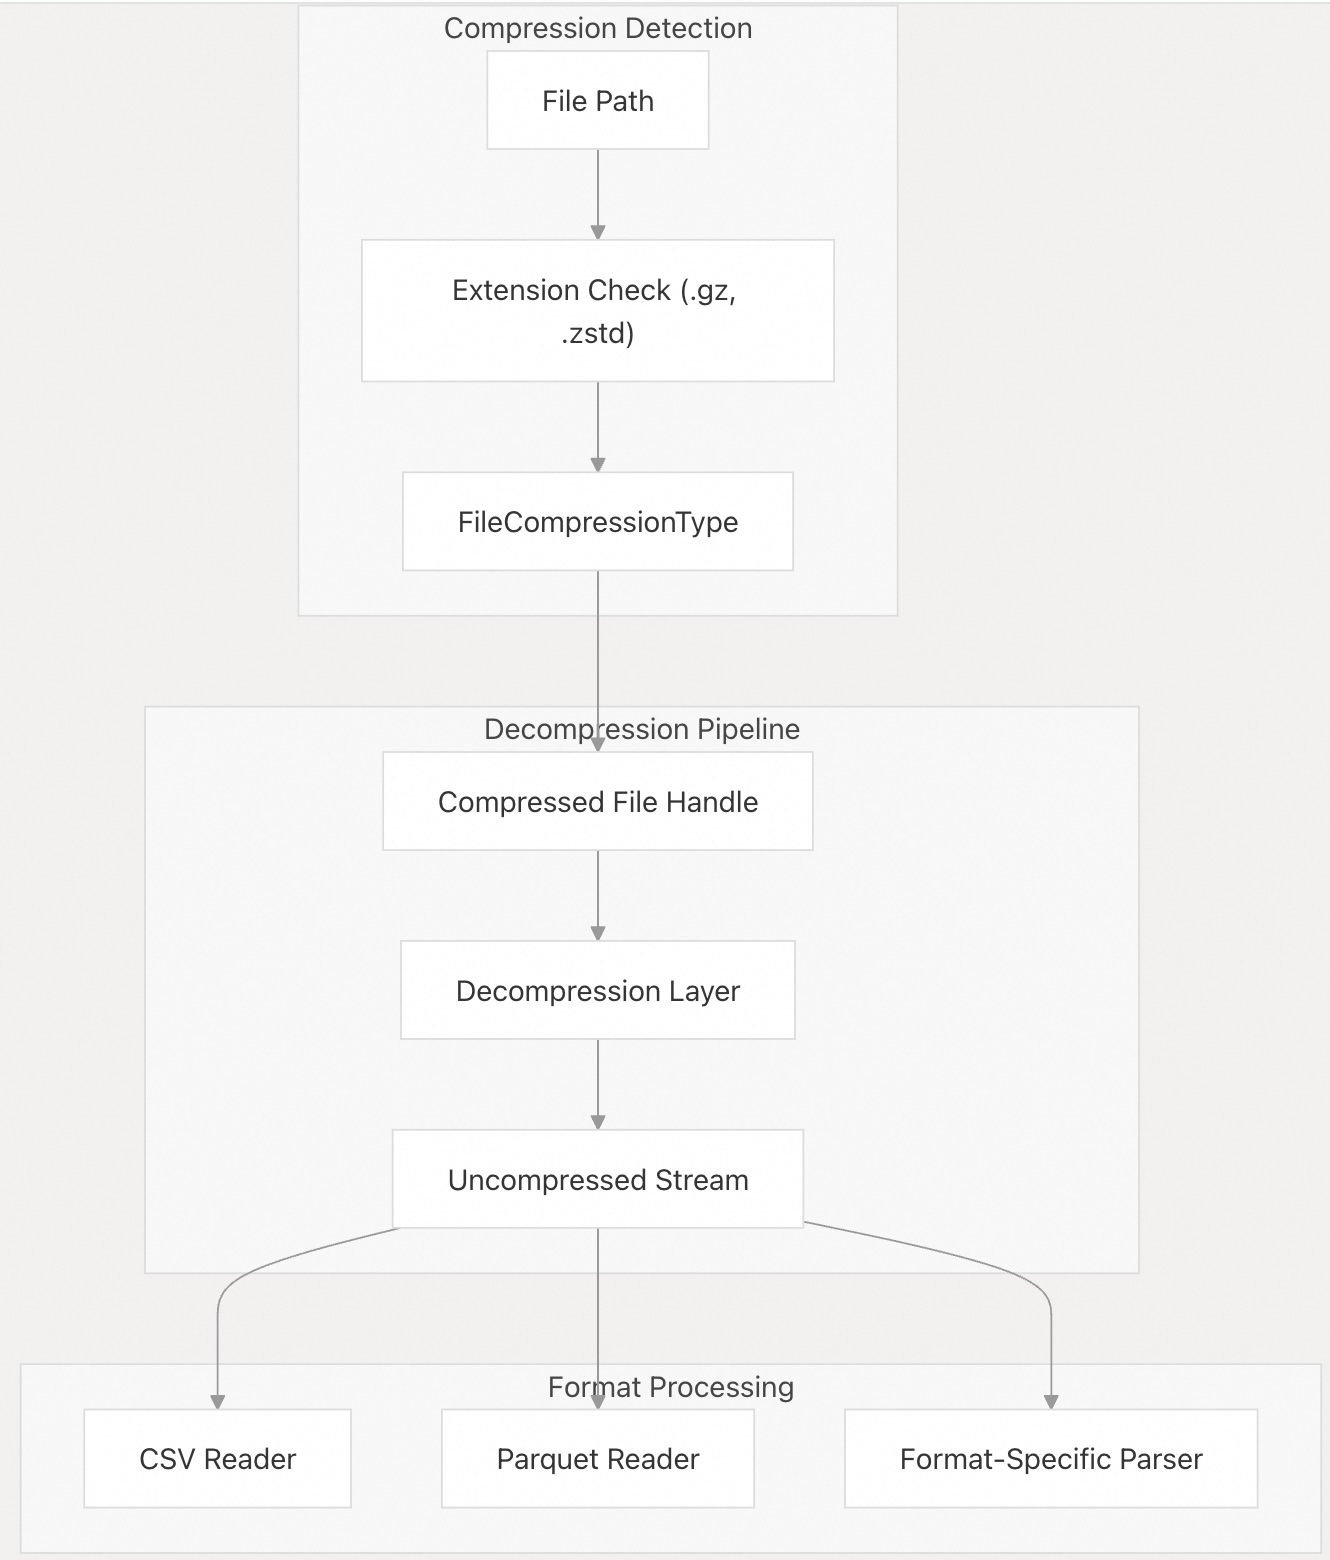 Compression Detection
File Path
Extension Check (.gz,
.zstd)
FileCompressionType
Decompression Pipeline
Compressed File Handle
Decompression Layer
Uncompressed Stream
Format Processing
CSV Reader
Parquet Reader
Format-Specific Parser